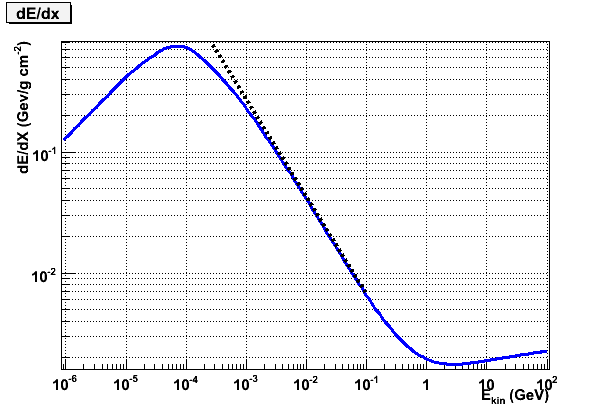 dE/dx
dE/dX (Gev/g cm⁻²)
10⁻¹
10⁻²
10⁻⁶ 10⁻⁵ 10⁻⁴ 10⁻³ 10⁻² 10⁻¹ 1 10 10²
E_kin (GeV)